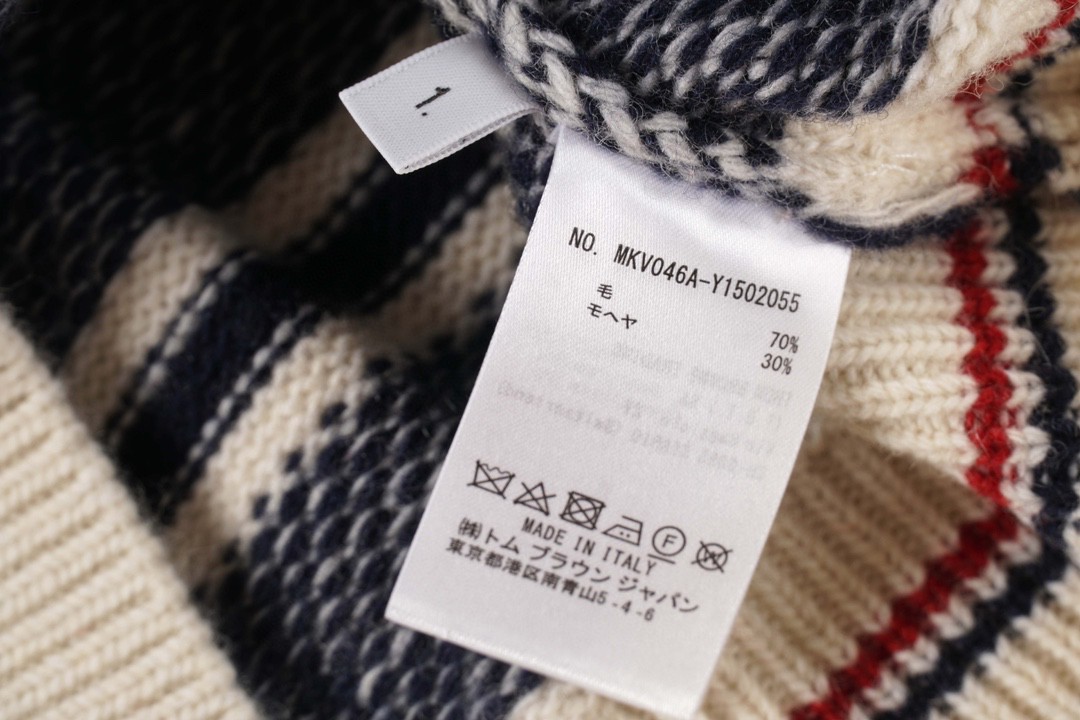 1.
NO. MKV046A-Y1502055
毛 70%
モヘヤ 30%
MADE IN ITALY
(株)トム ブラウン ジャパン
東京都港区南青山5-4-6